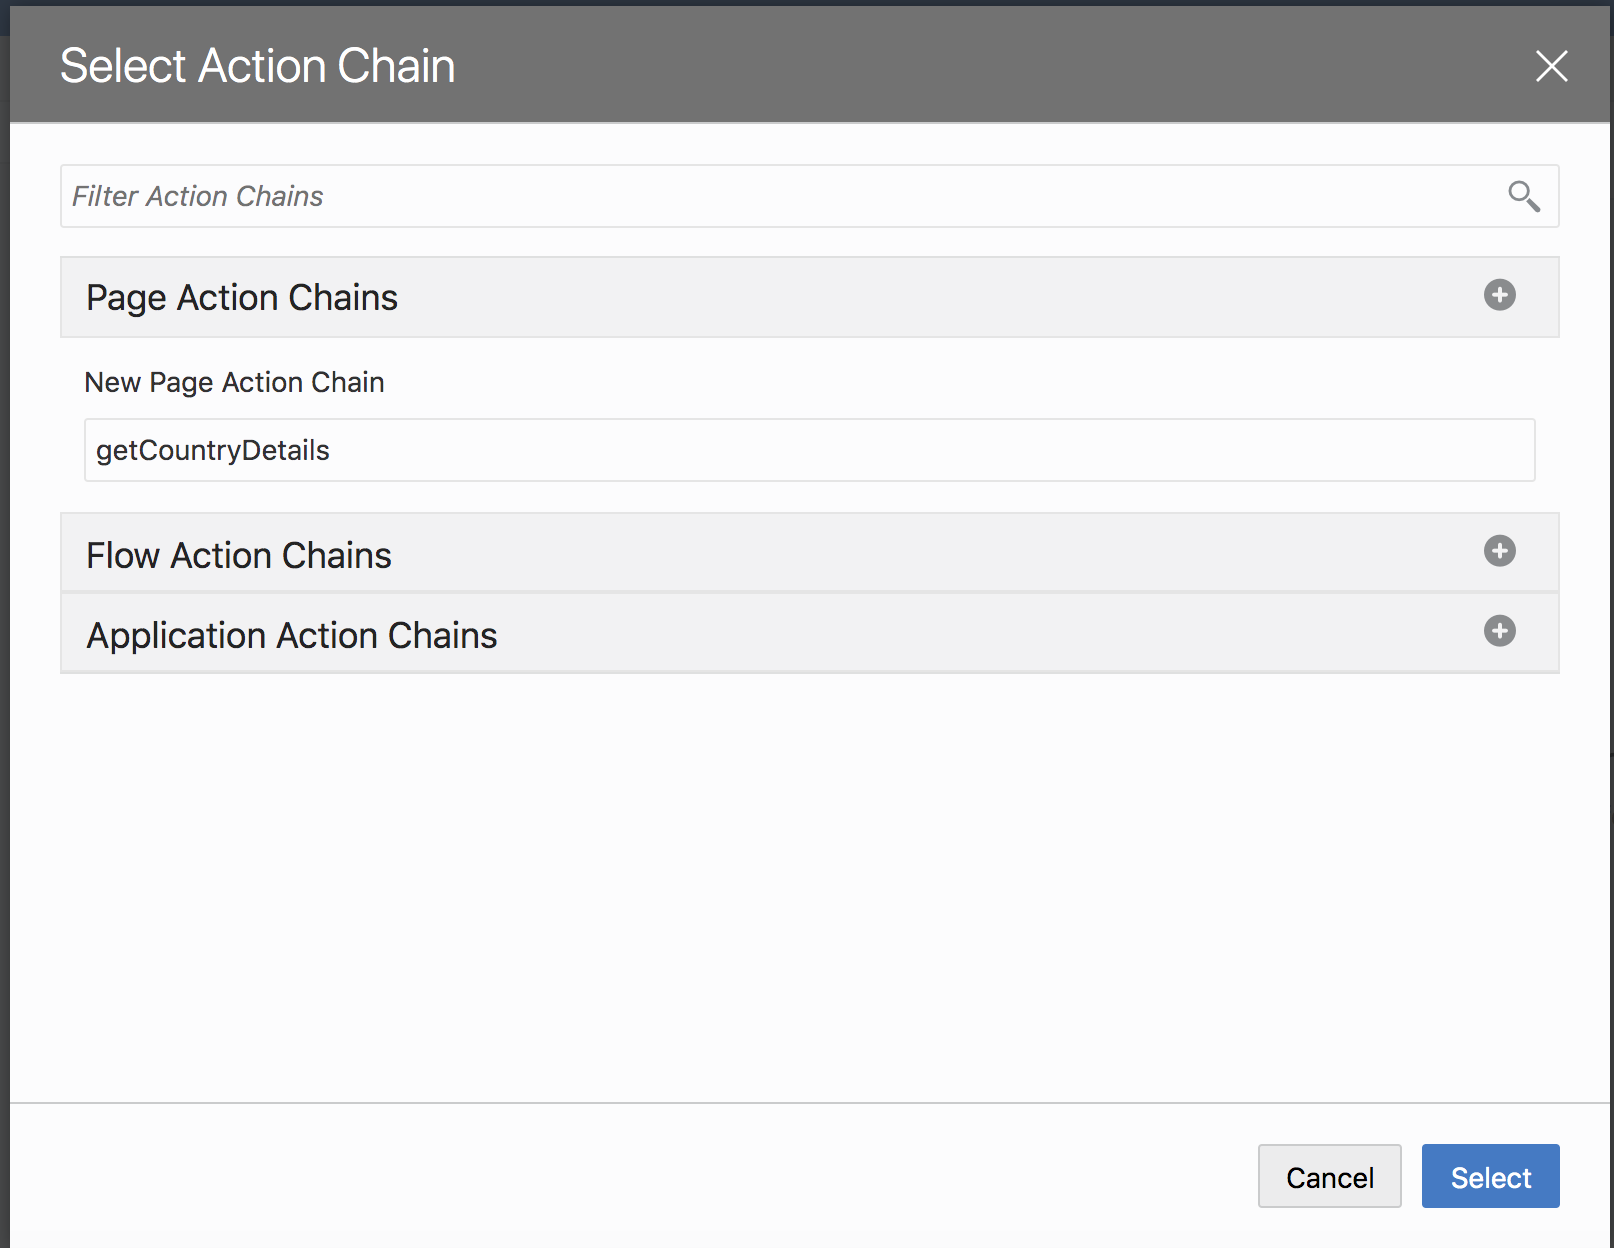 Select Action Chain
Filter Action Chains
Page Action Chains
New Page Action Chain
getCountryDetails
Flow Action Chains
Application Action Chains
Cancel
Select